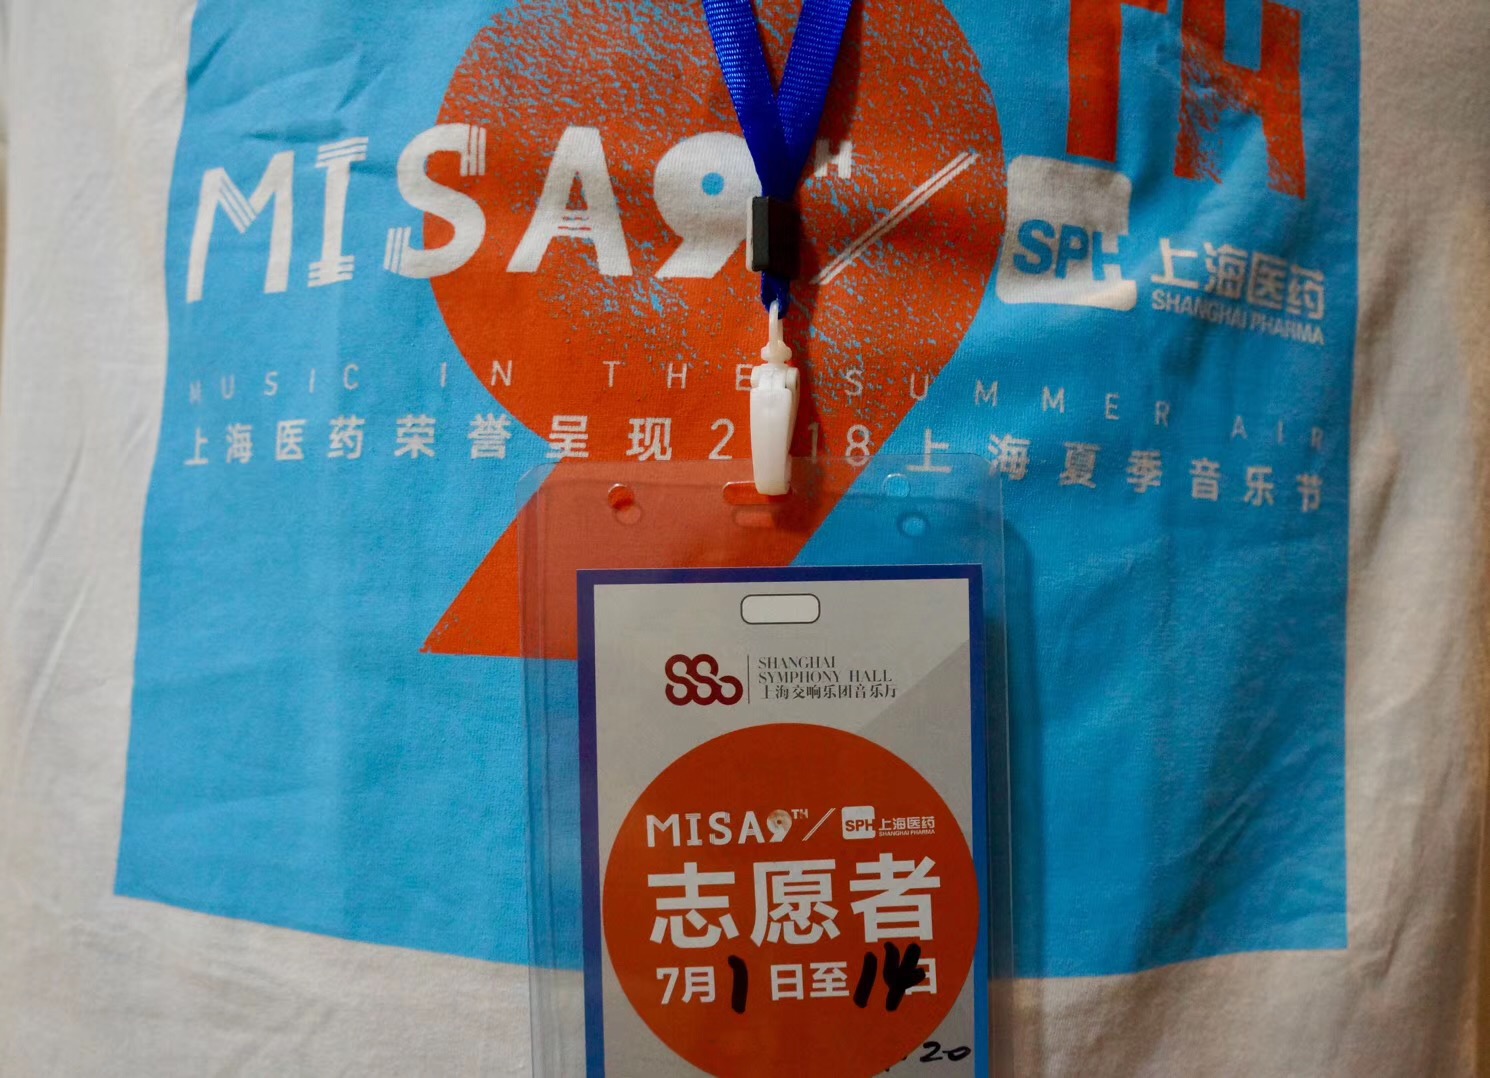 TH
MISA9TH / SPH 上海医药
SHANGHAI PHARMA
MUSIC IN THE SUMMER AIR
上海医药荣誉呈现2 18上海夏季音乐节
SSO
SHANGHAI
SYMPHONY HALL
上海交响乐团音乐厅
MISA9TH / SPH 上海医药
SHANGHAI PHARMA
志愿者
7月1日至14日
20